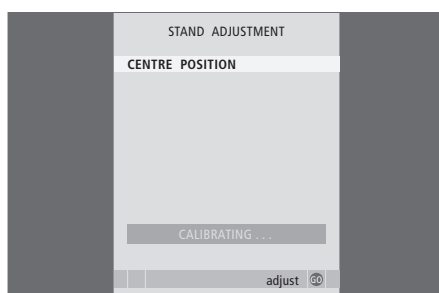 STAND ADJUSTMENT
CENTRE POSITION
CALIBRATING . . .
adjust GO